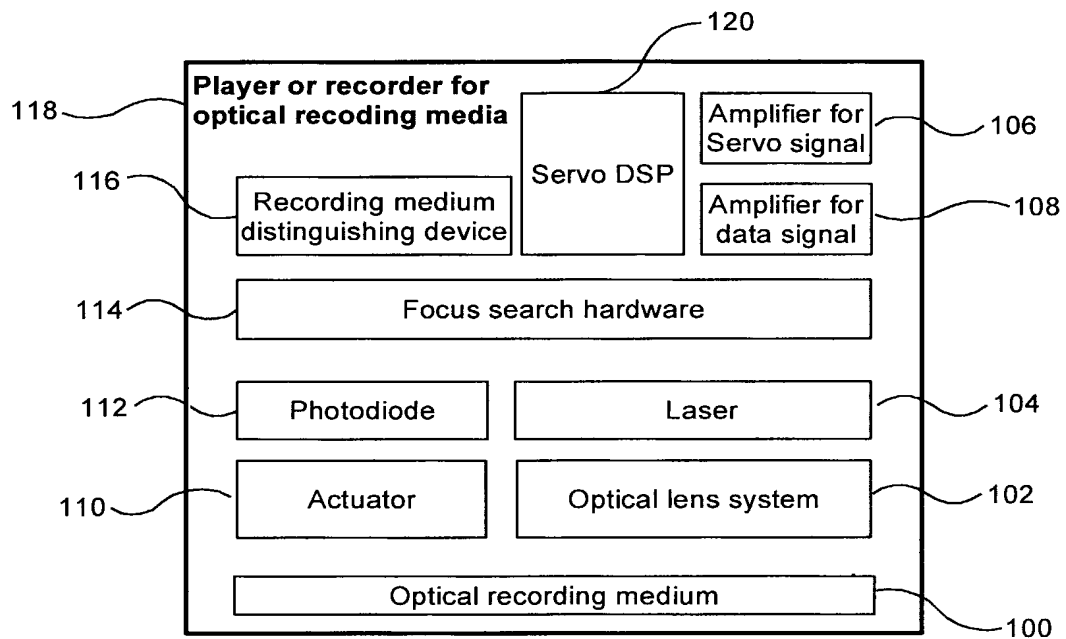 120
Player or recorder for
optical recoding media
118
Amplifier for
Servo signal
106
Servo DSP
116
Recording medium
distinguishing device
Amplifier for
data signal
108
114
Focus search hardware
112
Photodiode
Laser
104
110
Actuator
Optical lens system
102
Optical recording medium
100